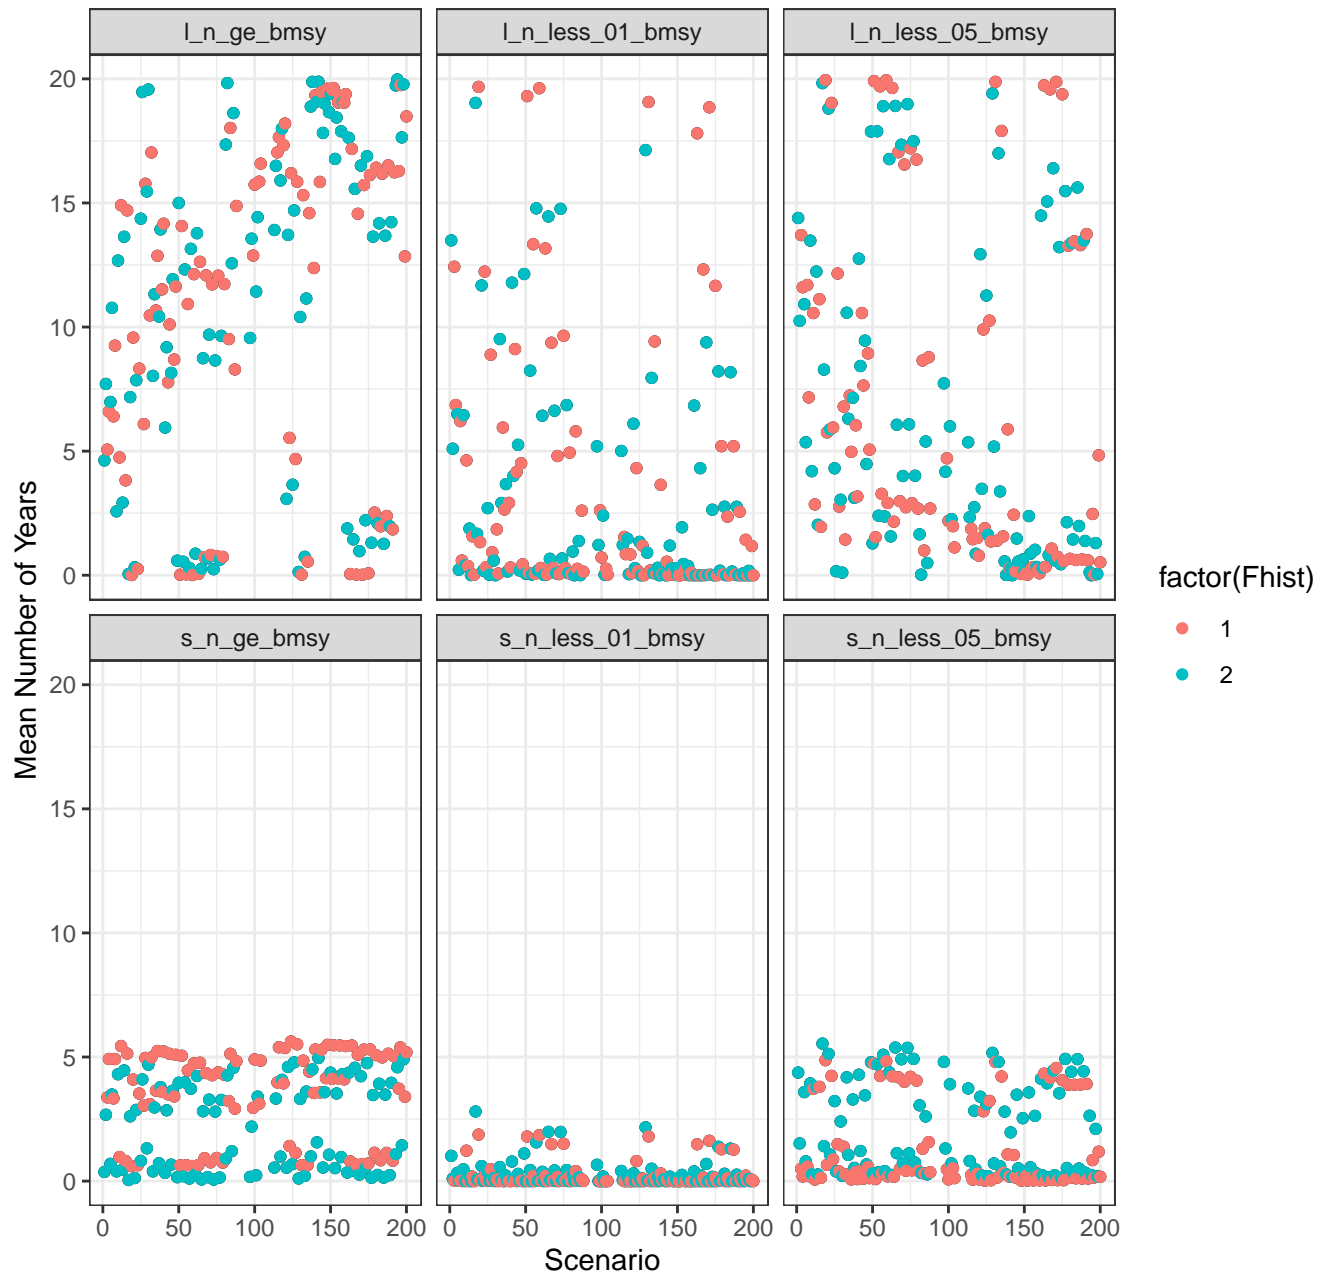 l_n_ge_bmsy l_n_less_01_bmsy l_n_less_05_bmsy
20
15
10
5
0
s_n_ge_bmsy s_n_less_01_bmsy s_n_less_05_bmsy
20
15
10
5
0
0 50 100 150 200 0 50 100 150 200 0 50 100 150 200
Scenario
Mean Number of Years
factor(Fhist)
1
2